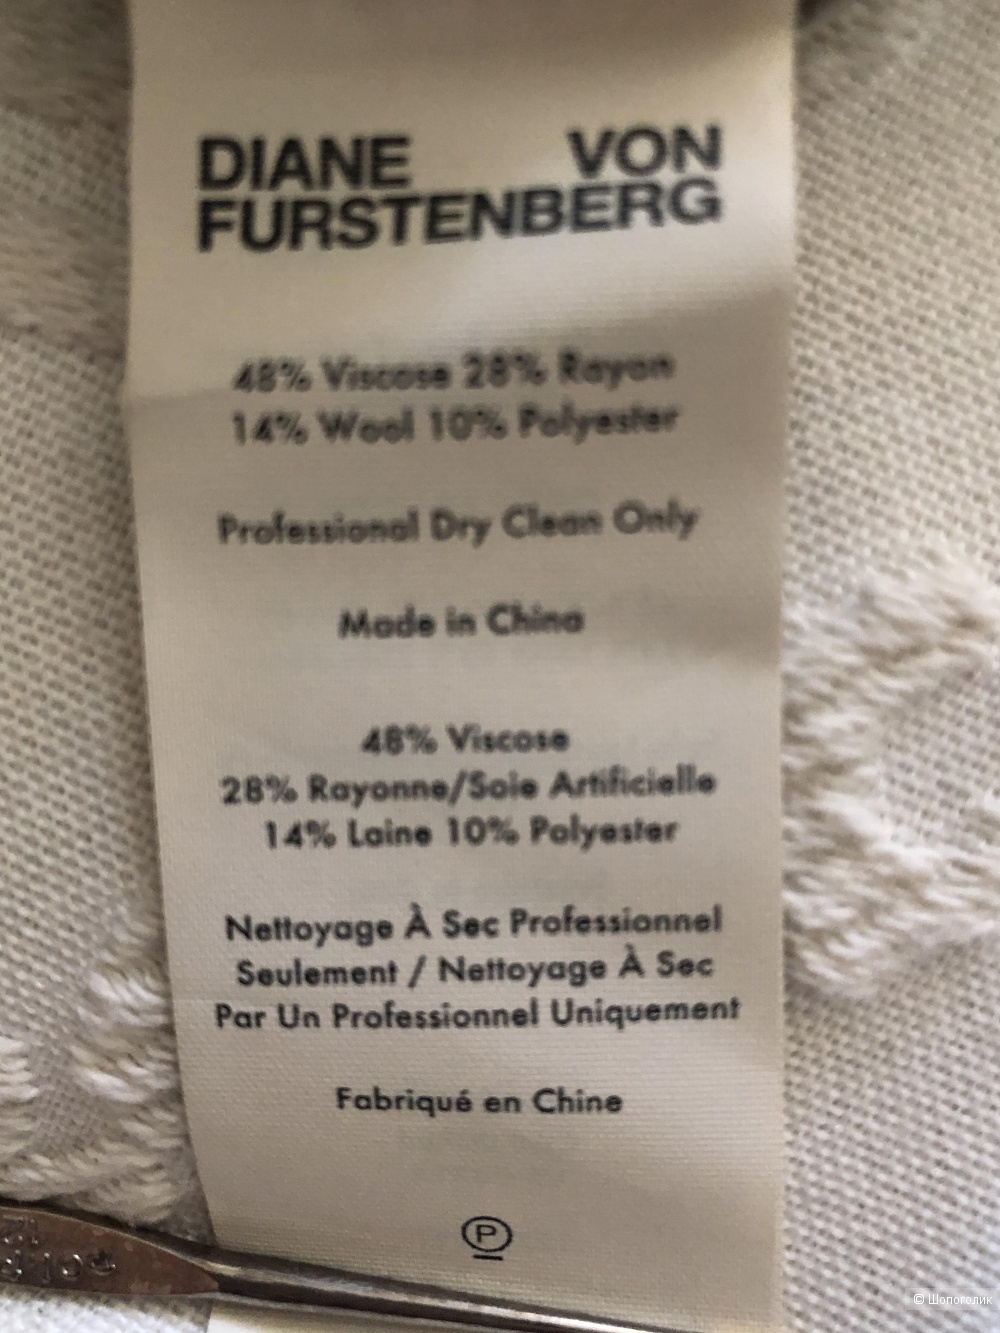 DIANE VON
FURSTENBERG
48% Viscose 28% Rayon
14% Wool 10% Polyester
Professional Dry Clean Only
Made in China
48% Viscose
28% Rayonne/Soie Artificielle
14% Laine 10% Polyester
Nettoyage À Sec Professionnel
Seulement / Nettoyage À Sec
Par Un Professionnel Uniquement
Fabriqué en Chine
P
© Шопоголик